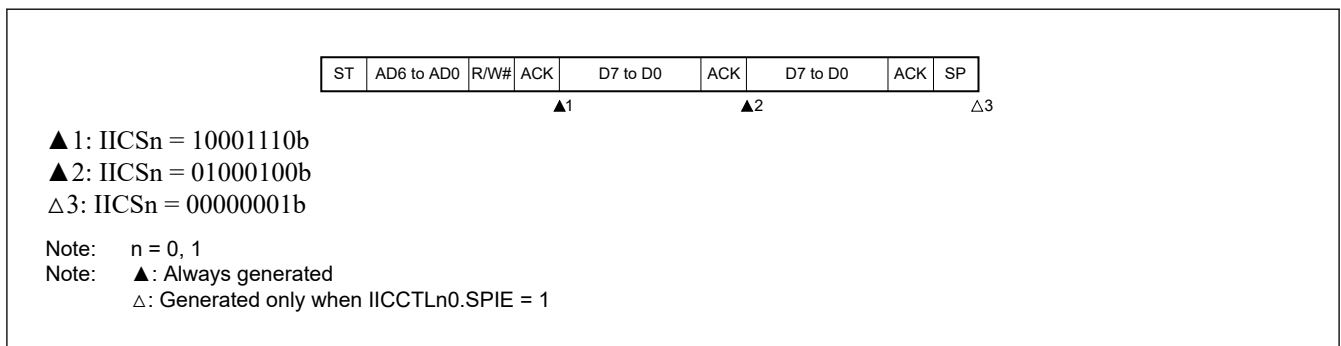 ST AD6 to AD0 R/W# ACK D7 to D0 ACK D7 to D0 ACK SP
▲1 ▲2 △3
▲1: IICSn = 10001110b
▲2: IICSn = 01000100b
△3: IICSn = 00000001b
Note: n = 0, 1
Note: ▲: Always generated
△: Generated only when IICCTLn0.SPIE = 1